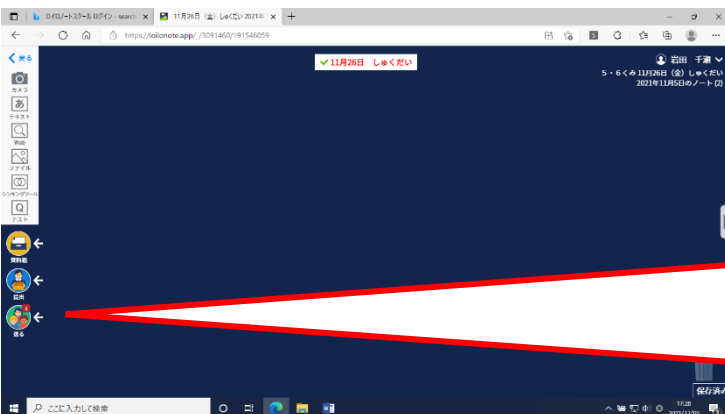 ロイロノート・スクール ログイン - search
11月26日（金）しゅくだい 2021年
https://loilonote.app/_/3091460/191546059
戻る
カメラ
あ
テキスト
Web
ファイル
シンキングツール
Q
テスト
資料箱
提出
送る
✓11月26日　しゅくだい
岩田　千瀬
5・6くみ 11月26日（金）しゅくだい
2021年11月5日のノート (2)
保存済み
ここに入力して検索
17:28
2021/11/05